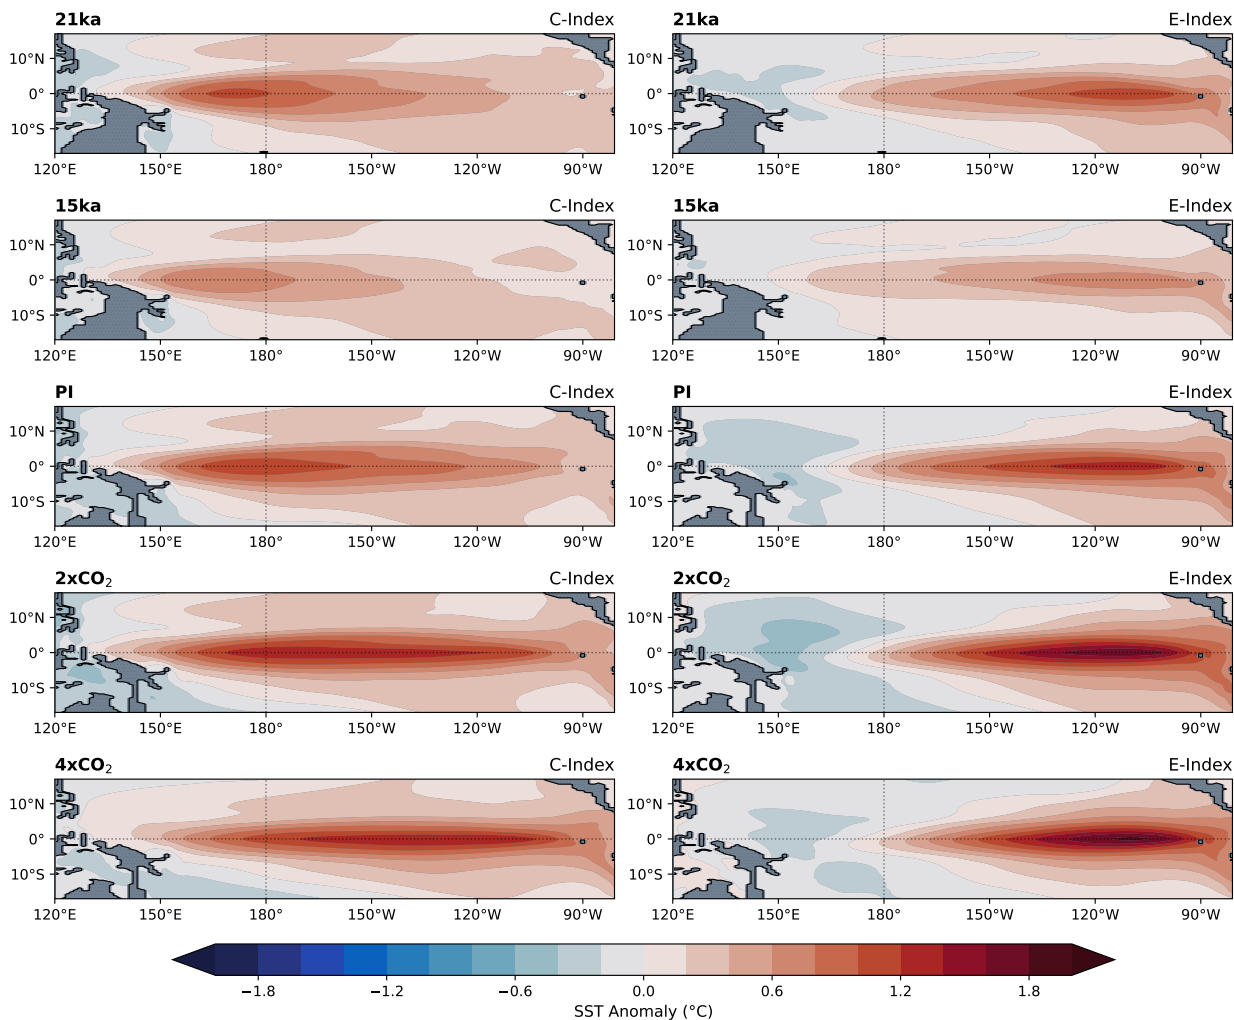 21ka C-Index
10°N
0°
10°S
120°E 150°E 180° 150°W 120°W 90°W
21ka E-Index
10°N
0°
10°S
120°E 150°E 180° 150°W 120°W 90°W
15ka C-Index
10°N
0°
10°S
120°E 150°E 180° 150°W 120°W 90°W
15ka E-Index
10°N
0°
10°S
120°E 150°E 180° 150°W 120°W 90°W
PI C-Index
10°N
0°
10°S
120°E 150°E 180° 150°W 120°W 90°W
PI E-Index
10°N
0°
10°S
120°E 150°E 180° 150°W 120°W 90°W
2xCO₂ C-Index
10°N
0°
10°S
120°E 150°E 180° 150°W 120°W 90°W
2xCO₂ E-Index
10°N
0°
10°S
120°E 150°E 180° 150°W 120°W 90°W
4xCO₂ C-Index
10°N
0°
10°S
120°E 150°E 180° 150°W 120°W 90°W
4xCO₂ E-Index
10°N
0°
10°S
120°E 150°E 180° 150°W 120°W 90°W
−1.8 −1.2 −0.6 0.0 0.6 1.2 1.8
SST Anomaly (°C)